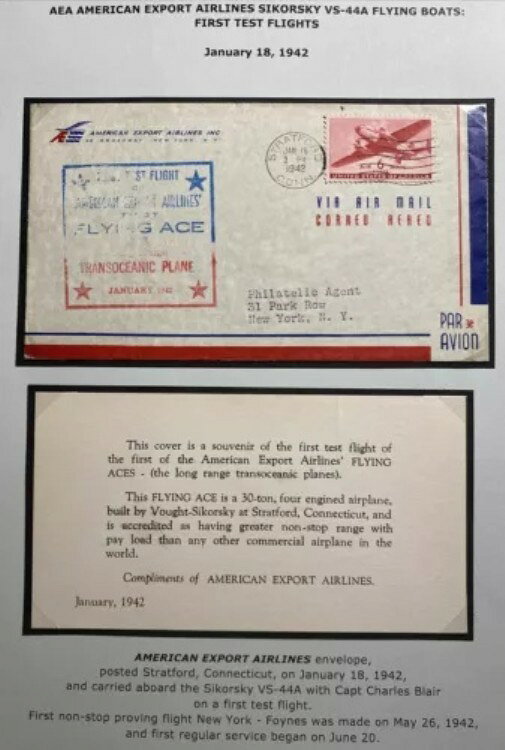 AEA AMERICAN EXPORT AIRLINES SIKORSKY VS-44A FLYING BOATS:
FIRST TEST FLIGHTS
January 18, 1942
AMERICAN EXPORT AIRLINES INC
NEW YORK, N. Y.
STRATFORD
JAN
1942
CONN.
6
UNITED STATES OF AMERICA
VIA AIR MAIL
CORREO AEREO
TEST FLIGHT
AMERICAN EXPORT AIRLINES'
FIRST
FLYING ACE
TRANSOCEANIC PLANE
JANUARY 1942
Philatelic Agent
31 Park Row
New York, N. Y.
PAR
AVION
This cover is a souvenir of the first test flight of
the first of the American Export Airlines' FLYING
ACES - (the long range transoceanic planes).
This FLYING ACE is a 30-ton, four engined airplane,
built by Vought-Sikorsky at Stratford, Connecticut, and
is accredited as having greater non-stop range with
pay load than any other commercial airplane in the
world.
Compliments of AMERICAN EXPORT AIRLINES.
January, 1942
AMERICAN EXPORT AIRLINES envelope,
posted Stratford, Connecticut, on January 18, 1942,
and carried aboard the Sikorsky VS-44A with Capt Charles Blair
on a first test flight.
First non-stop proving flight New York - Foynes was made on May 26, 1942,
and first regular service began on June 20.